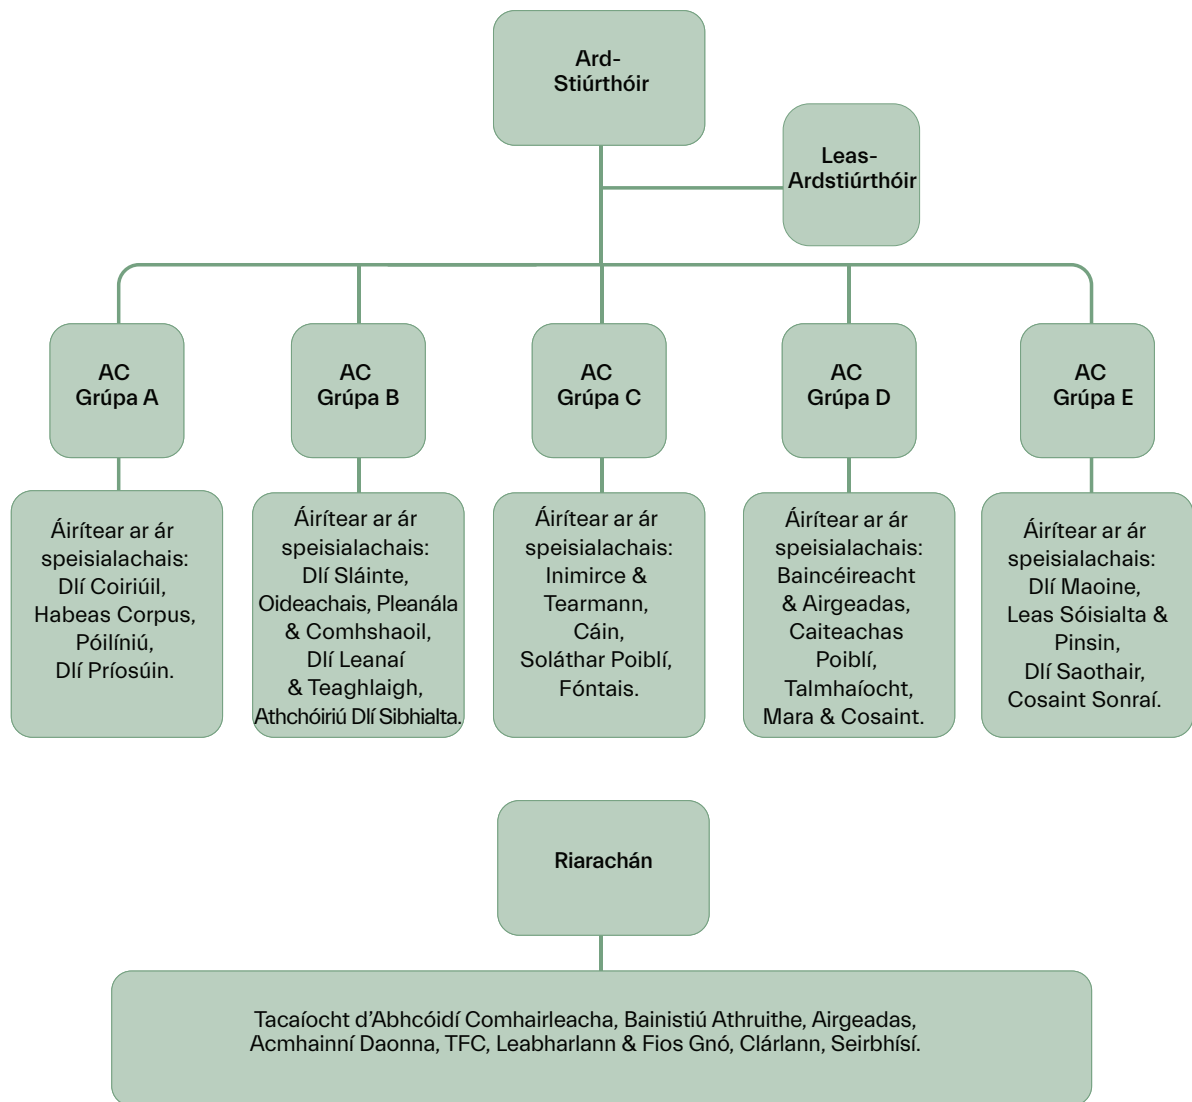 Ard-
Stiúrthóir
Leas-
Ardstiúrthóir
AC
Grúpa A
AC
Grúpa B
AC
Grúpa C
AC
Grúpa D
AC
Grúpa E
Áirítear ar ár
speisialachais:
Dlí Coiriúil,
Habeas Corpus,
Póilíniú,
Dlí Príosúin.
Áirítear ar ár
speisialachais:
Dlí Sláinte,
Oideachais, Pleanála
& Comhshaoil,
Dlí Leanaí
& Teaghlaigh,
Athchóiriú Dlí Sibhialta.
Áirítear ar ár
speisialachais:
Inimirce &
Tearmann,
Cáin,
Soláthar Poiblí,
Fóntais.
Áirítear ar ár
speisialachais:
Baincéireacht
& Airgeadas,
Caiteachas
Poiblí,
Talmhaíocht,
Mara & Cosaint.
Áirítear ar ár
speisialachais:
Dlí Maoine,
Leas Sóisialta &
Pinsin,
Dlí Saothair,
Cosaint Sonraí.
Riarachán
Tacaíocht d’Abhcóidí Comhairleacha, Bainistiú Athruithe, Airgeadas,
Acmhainní Daonna, TFC, Leabharlann & Fios Gnó, Clárlann, Seirbhísí.